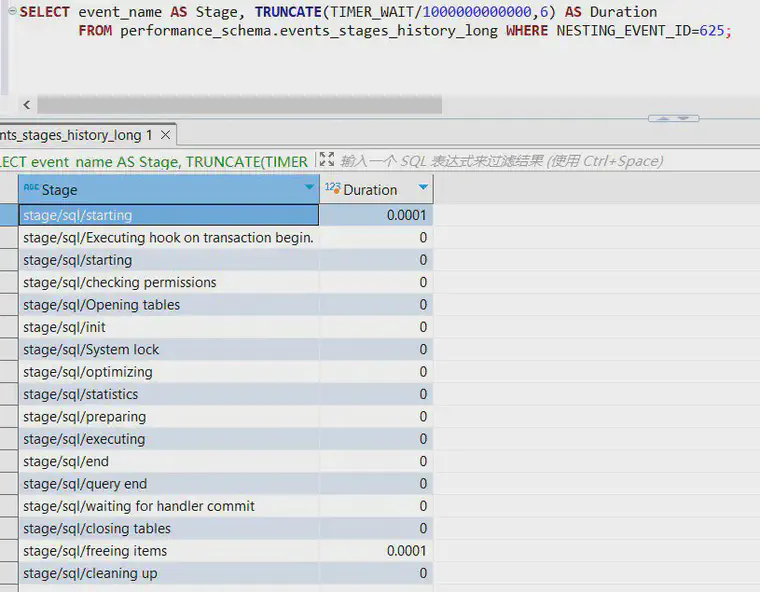 SELECT event_name AS Stage, TRUNCATE(TIMER_WAIT/1000000000000,6) AS Duration
FROM performance_schema.events_stages_history_long WHERE NESTING_EVENT_ID=625;
nts_stages_history_long 1
LECT event_name AS Stage, TRUNCATE(TIMER 输入一个 SQL 表达式来过滤结果 (使用 Ctrl+Space)
ABC Stage 123 Duration
stage/sql/starting 0.0001
stage/sql/Executing hook on transaction begin. 0
stage/sql/starting 0
stage/sql/checking permissions 0
stage/sql/Opening tables 0
stage/sql/init 0
stage/sql/System lock 0
stage/sql/optimizing 0
stage/sql/statistics 0
stage/sql/preparing 0
stage/sql/executing 0
stage/sql/end 0
stage/sql/query end 0
stage/sql/waiting for handler commit 0
stage/sql/closing tables 0
stage/sql/freeing items 0.0001
stage/sql/cleaning up 0